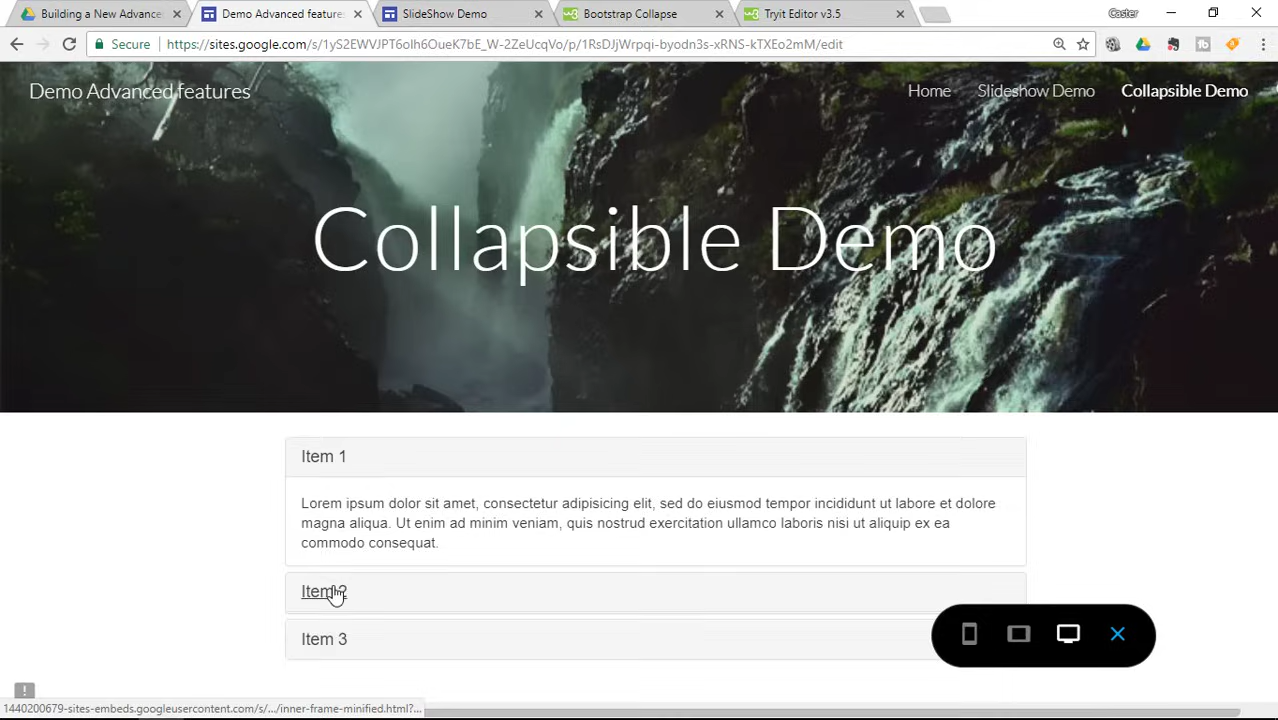 Building a New Advance
Demo Advanced feature
SlideShow Demo
Bootstrap Collapse
Tryit Editor v3.5
Caster
Secure
https://sites.google.com/s/1yS2EWVJPT6olh6OqeK7bE_W-2ZeUcqVo/p/1RsDJjWrpqi-byodn3s-xRNS-kTXEo2mM/edit
Demo Advanced features
Home
Slideshow Demo
Collapsible Demo
Collapsible Demo
Item 1
Lorem ipsum dolor sit amet, consectetur adipisicing elit, sed do eiusmod tempor incididunt ut labore et dolore
magna aliqua. Ut enim ad minim veniam, quis nostrud exercitation ullamco laboris nisi ut aliquip ex ea
commodo consequat.
Item 2
Item 3
1440200679-sites-embeds.googleusercontent.com/s/.../inner-frame-minified.html?...